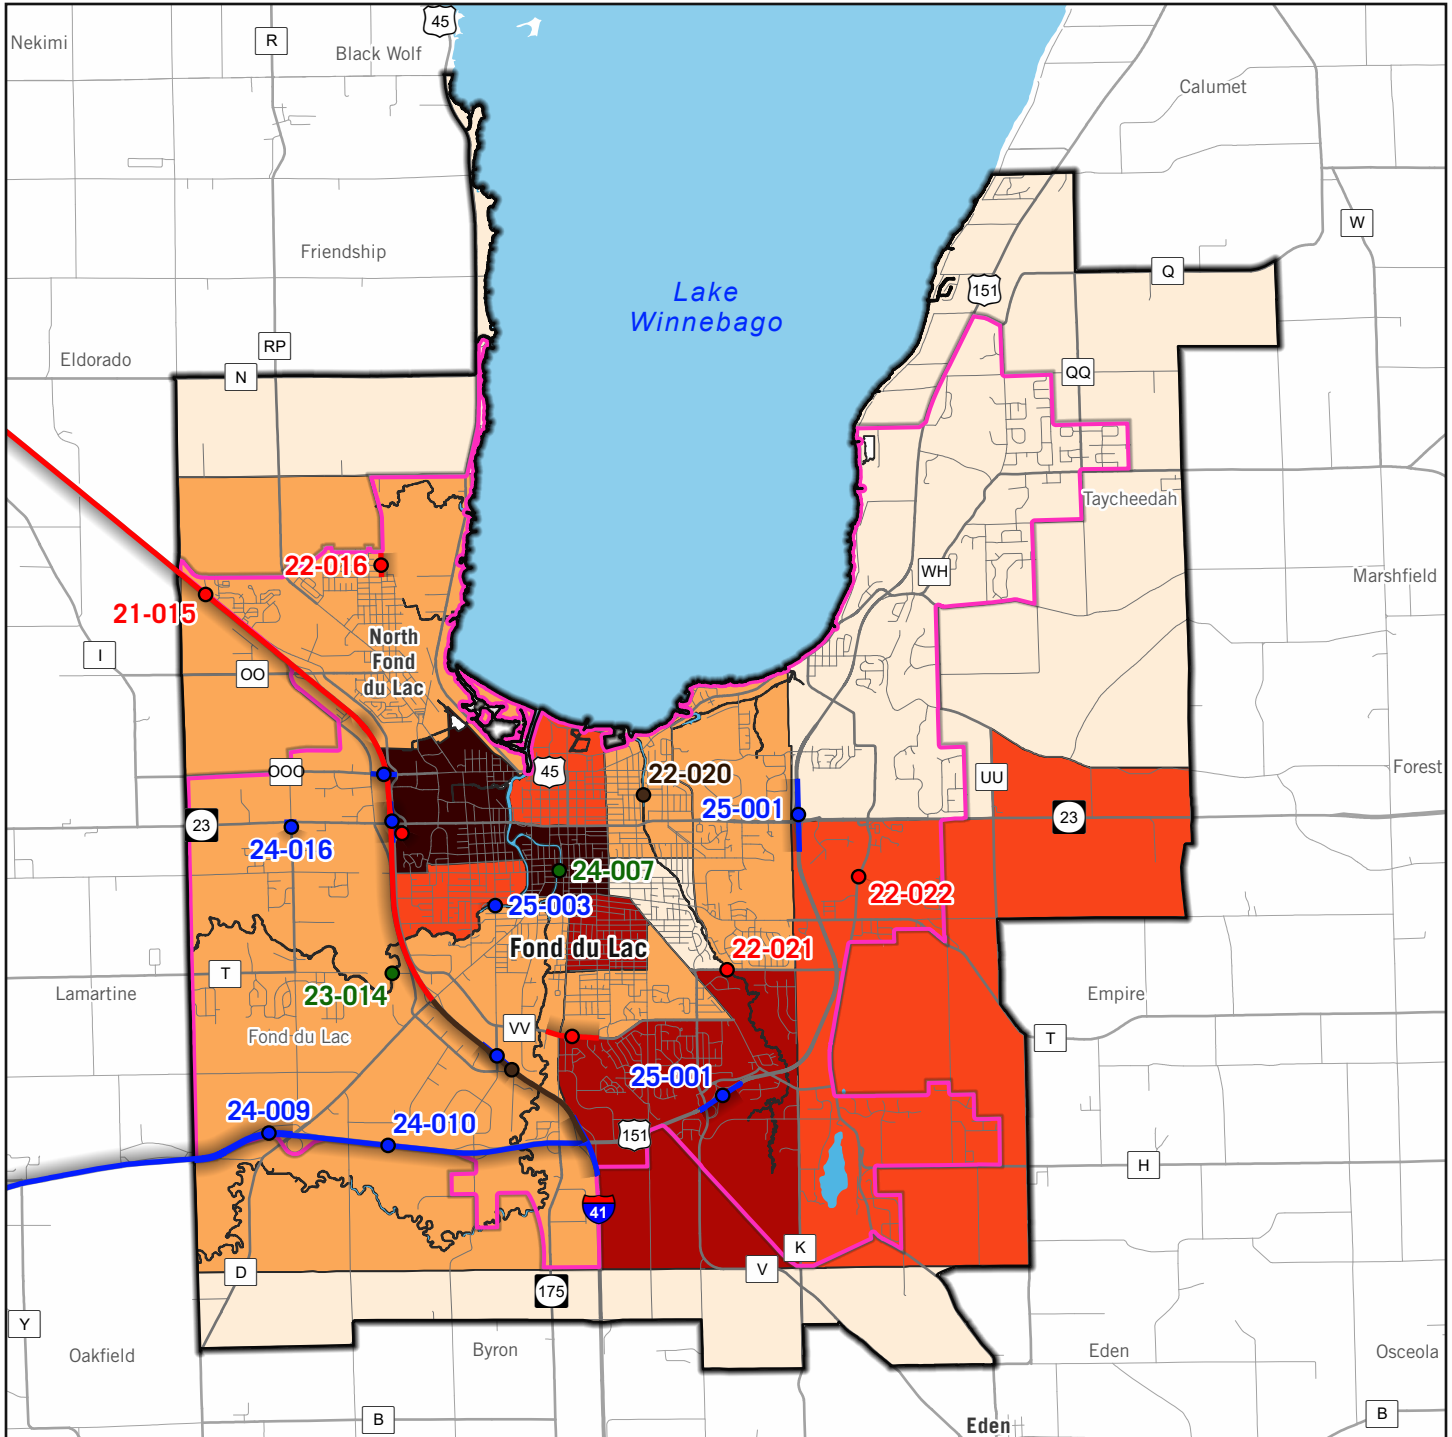 45
Nekimi
R
Black Wolf
Calumet
W
Friendship
Q
151
Lake
Winnebago
RP
Eldorado
N
QQ
Taycheedah
22-016
WH
Marshfield
21-015
North
Fond
du Lac
I
OO
OOO
45
22-020
UU
Forest
23
25-001
23
24-016
24-007
22-022
25-003
Fond du Lac
22-021
T
Lamartine
23-014
Empire
Fond du Lac
VV
T
25-001
24-009
24-010
151
H
41
K
D
V
175
Y
Oakfield
Byron
Eden
Osceola
B
Eden
B